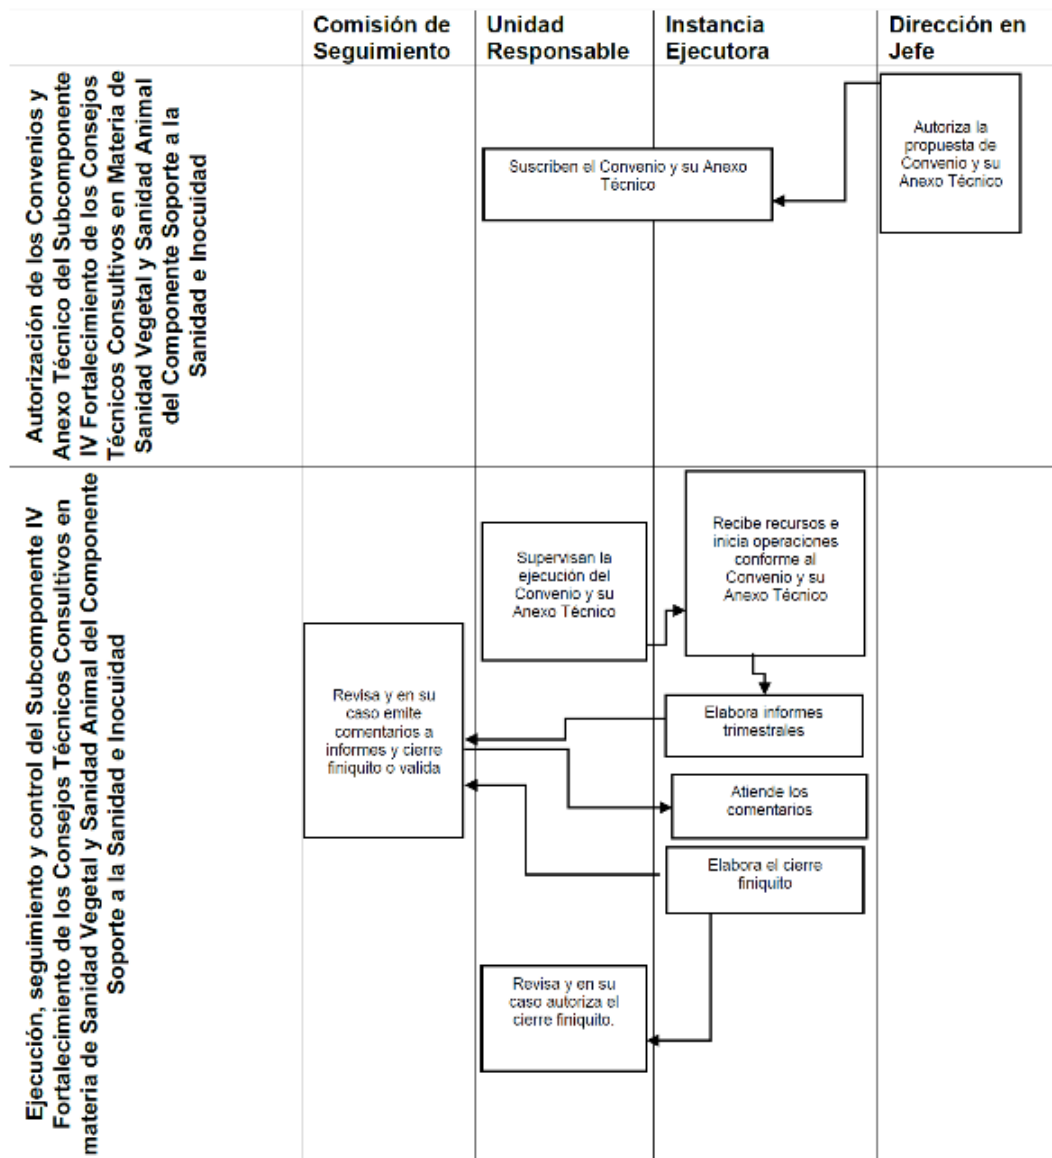 Comisión de
Seguimiento
Unidad
Responsable
Instancia
Ejecutora
Dirección en
Jefe
Autorización de los Convenios y
Anexo Técnico del Subcomponente
IV Fortalecimiento de los Consejos
Técnicos Consultivos en Materia de
Sanidad Vegetal y Sanidad Animal
del Componente Soporte a la
Sanidad e Inocuidad
Suscriben el Convenio y su Anexo
Técnico
Autoriza la
propuesta de
Convenio y su
Anexo Técnico
Ejecución, seguimiento y control del Subcomponente IV
Fortalecimiento de los Consejos Técnicos Consultivos en
materia de Sanidad Vegetal y Sanidad Animal del Componente
Soporte a la Sanidad e Inocuidad
Revisa y en su
caso emite
comentarios a
informes y cierre
finiquito o valida
Supervisan la
ejecución del
Convenio y su
Anexo Técnico
Recibe recursos e
inicia operaciones
conforme al
Convenio y su
Anexo Técnico
Elabora informes
trimestrales
Atiende los
comentarios
Elabora el cierre
finiquito
Revisa y en su
caso autoriza el
cierre finiquito.